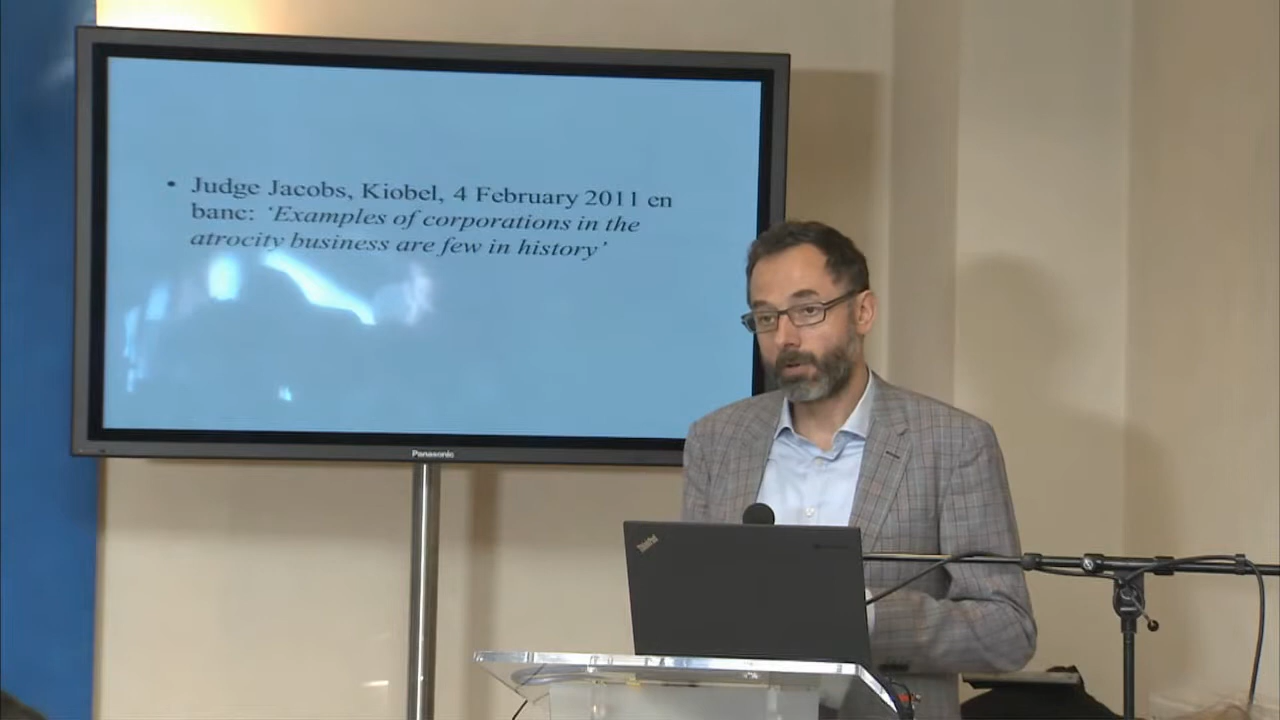 • Judge Jacobs, Kiobel, 4 February 2011 en
banc: ‘Examples of corporations in the
atrocity business are few in history’
Panasonic
ThinkPad